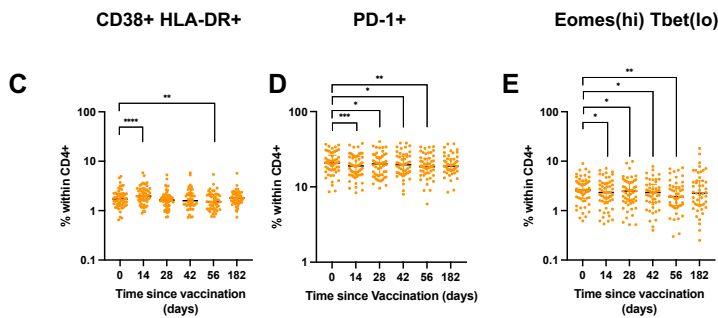 CD38+ HLA-DR+
PD-1+
Eomes(hi) Tbet(lo)
C
D
E
**
****
**
*
*
***
**
*
*
*
% within CD4+
100
10
1
0.1
0 14 28 42 56 182
Time since vaccination
(days)
% within CD4+
100
10
1
0 14 28 42 56 182
Time since Vaccination
(days)
% within CD4+
100
10
1
0.1
0 14 28 42 56 182
Time since vaccination
(days)